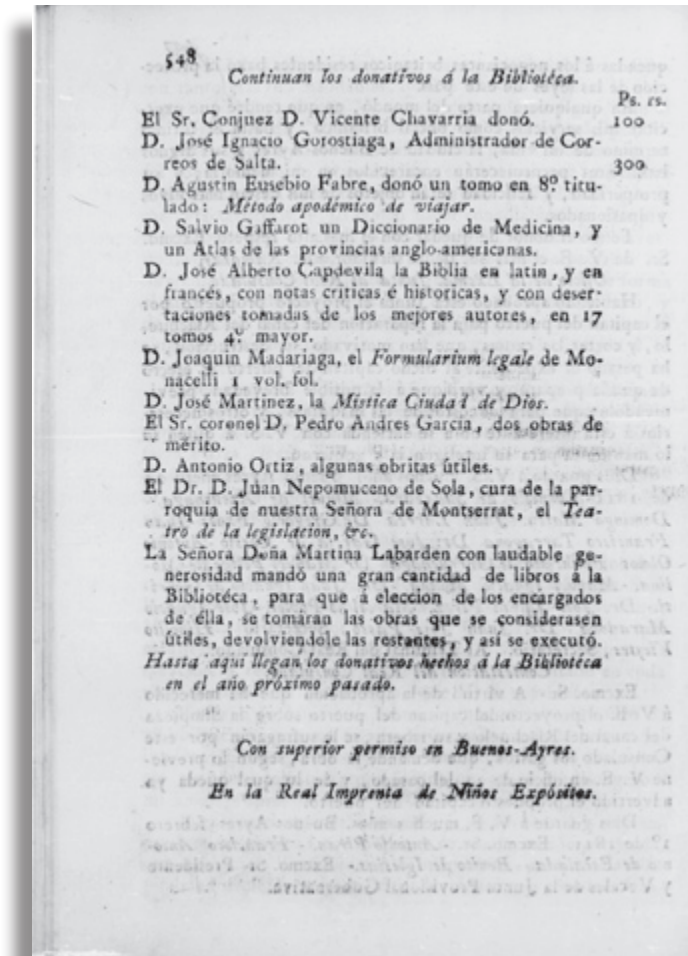 548
Continuan los donativos á la Bibliotéca.
Ps. rs.
El Sr. Conjuez D. Vicente Chavarria donó. 100
D. José Ignacio Gorostiaga, Administrador de Cor-
reos de Salta. 300
D. Agustin Eusebio Fabre, donó un tomo en 8º. titu-
lado: Método apodémico de viajar.
D. Salvio Gaffarot un Diccionario de Medicina, y
un Atlas de las provincias anglo-americanas.
D. José Alberto Capdevila la Biblia en latin, y en
francés, con notas criticas é historicas, y con deser-
taciones tomadas de los mejores autores, en 17
tomos 4º. mayor.
D. Joaquin Madariaga, el Formularium legale de Mo-
nacelli 1 vol. fol.
D. José Martinez, la Mística Ciudad de Dios.
El Sr. coronel D. Pedro Andres Garcia, dos obras de
mérito.
D. Antonio Ortiz, algunas obritas útiles.
El Dr. D. Juan Nepomuceno de Sola, cura de la par-
roquia de nuestra Señora de Montserrat, el Tea-
tro de la legislacion, &c.
La Señora Doña Martina Labarden con laudable ge-
nerosidad mandó una gran cantidad de libros á la
Bibliotéca, para que á eleccion de los encargados
de élla, se tomáran las obras que se considerasen
útiles, devolviendole las restantes, y así se executó.
Hasta aqui llegan los donativos hechos á la Bibliotéca
en el año próximo pasado.
Con superior permiso en Buenos-Ayres.
En la Real Imprenta de Niños Expósitos.